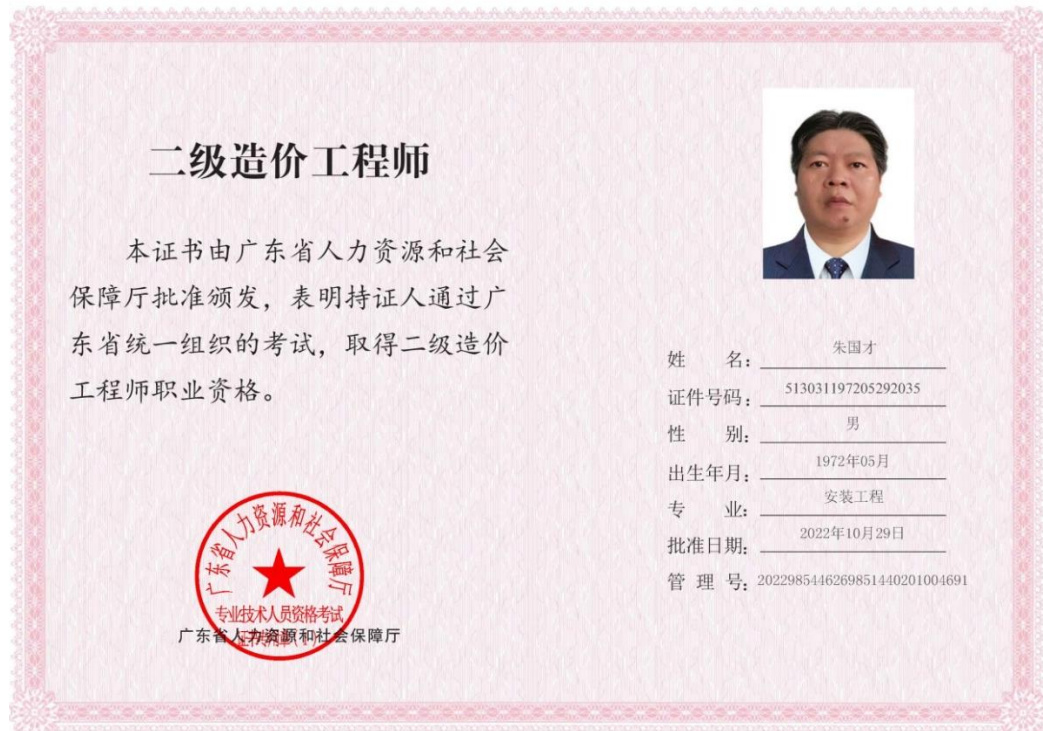 二级造价工程师
本证书由广东省人力资源和社会
保障厅批准颁发，表明持证人通过广
东省统一组织的考试，取得二级造价
工程师职业资格。
广东省人力资源和社会保障厅
专业技术人员资格考试
广东省人力资源和社会保障厅
姓 名：朱国才
证件号码：513031197205292035
性 别：男
出生年月：1972年05月
专 业：安装工程
批准日期：2022年10月29日
管 理 号：20229854462698514402010046​91